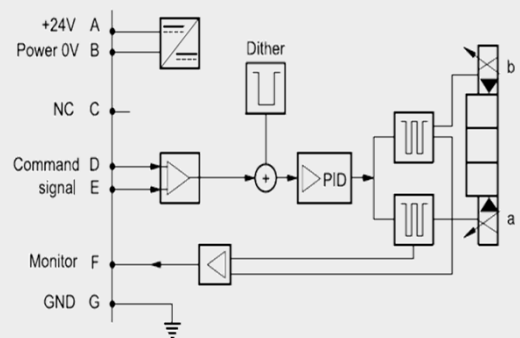 +24V A
Power 0V B
Dither
b
NC C
Command D
signal E
PID
a
Monitor F
GND G